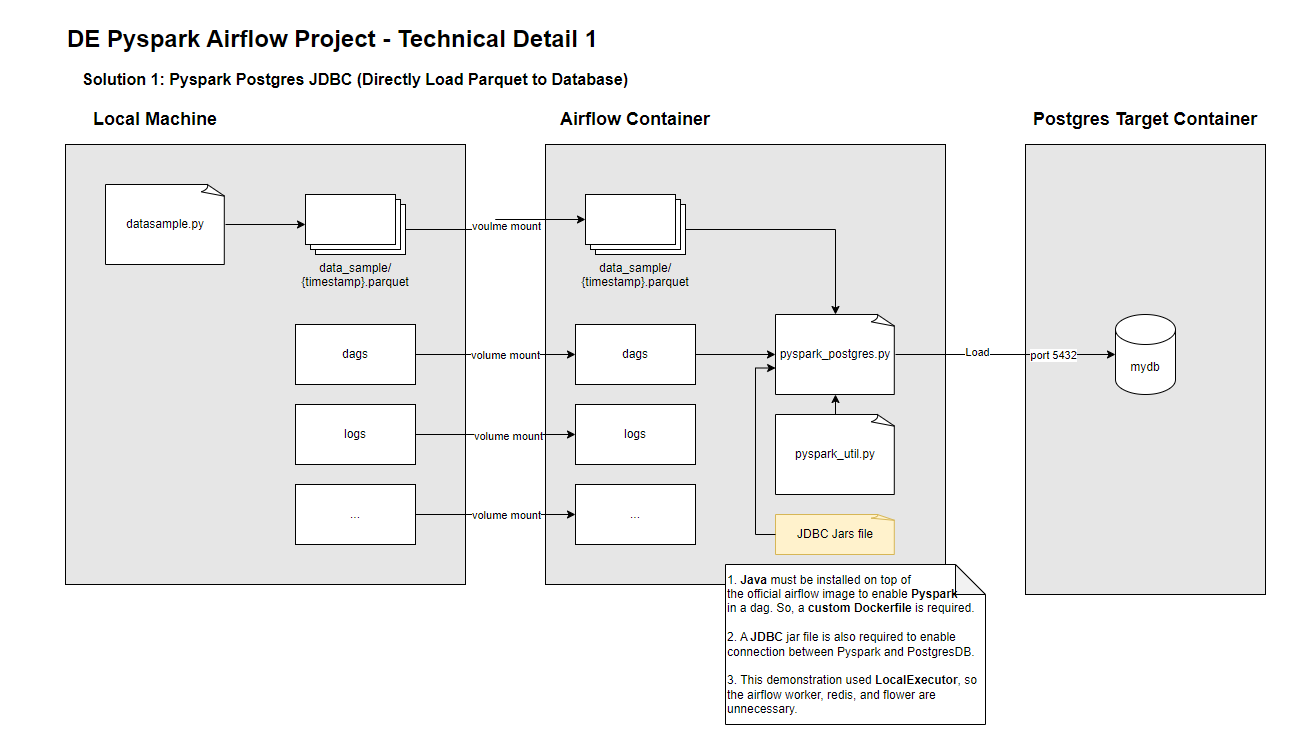 DE Pyspark Airflow Project - Technical Detail 1
Solution 1: Pyspark Postgres JDBC (Directly Load Parquet to Database)
Local Machine
Airflow Container
Postgres Target Container
datasample.py
data_sample/
{timestamp}.parquet
voulme mount
data_sample/
{timestamp}.parquet
dags
volume mount
dags
pyspark_postgres.py
Load
port 5432
mydb
logs
volume mount
logs
pyspark_util.py
...
volume mount
...
JDBC Jars file
1. Java must be installed on top of
the official airflow image to enable Pyspark
in a dag. So, a custom Dockerfile is required.
2. A JDBC jar file is also required to enable
connection between Pyspark and PostgresDB.
3. This demonstration used LocalExecutor, so
the airflow worker, redis, and flower are
unnecessary.